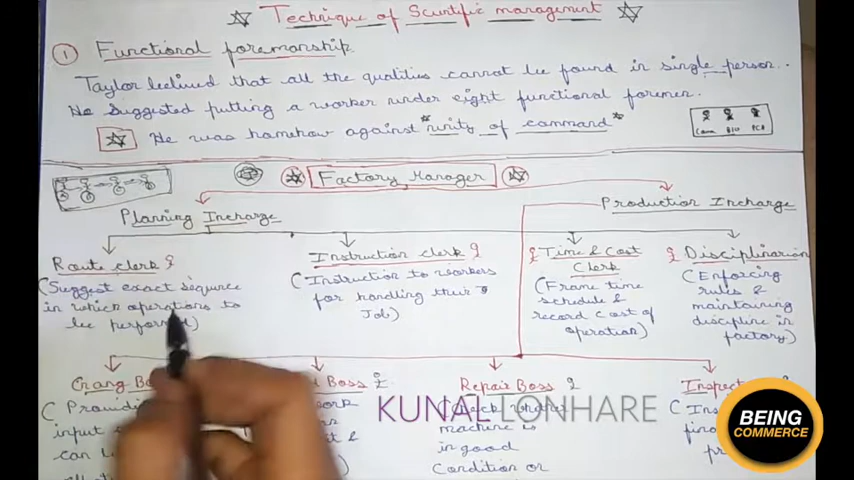 Technique of Scientific management
1 Functional foremanship
Taylor believed that all the qualities cannot be found in single person.
He Suggested putting a worker under eight functional foremen.
He was somehow against "unity of command"
Factory Manager
Planning Incharge
Production Incharge
Route clerk
(Suggest exact sequence
in which operations to
be performed)
Instruction clerk
(Instruction to workers
for handling their
Job)
Time & Cost
Clerk
(Frame time
schedule &
record cost of
operation)
Disciplinarian
(Enforcing
rules &
maintaining
discipline in
factory)
Boss
Repair Boss
machine is
in good
Condition or
KUNAL LONHARE
BEING
COMMERCE